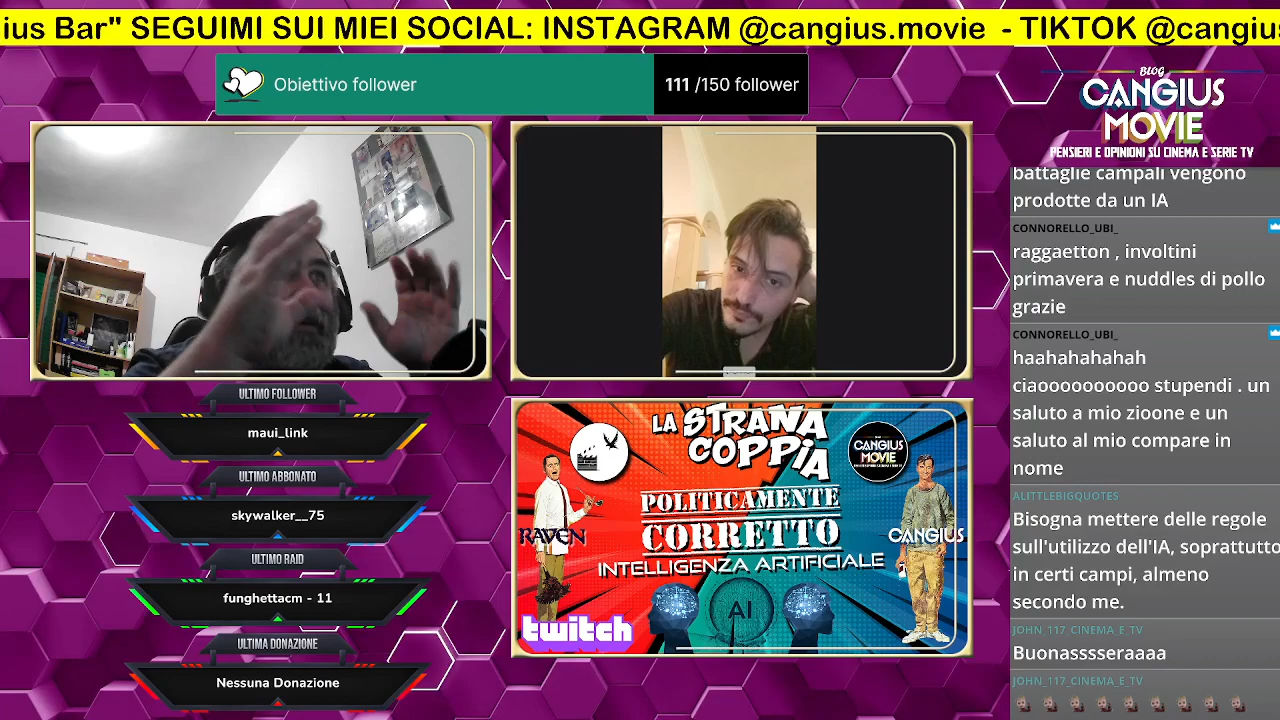 ius Bar" SEGUIMI SUI MIEI SOCIAL: INSTAGRAM @cangius.movie - TIKTOK @cangius
Obiettivo follower
111 /150 follower
BLOG
CANGIUS
MOVIE
PENSIERI E OPINIONI SU CINEMA E SERIE TV
ULTIMO FOLLOWER
maui_link
ULTIMO ABBONATO
skywalker__75
ULTIMO RAID
funghettacm - 11
ULTIMA DONAZIONE
Nessuna Donazione
LA STRANA
COPPIA
CANGIUS
MOVIE
POLITICAMENTE
CORRETTO
INTELLIGENZA ARTIFICIALE
RAVEN
CANGIUS
AI
twitch
battaglie campali vengono
prodotte da un IA
CONNORELLO_UBI_
raggaetton , involtini
primavera e nuddles di pollo
grazie
CONNORELLO_UBI_
haahahahahah
ciaoooooooooo stupendi . un
saluto a mio zioone e un
saluto al mio compare in
nome
ALITTLEBIGQUOTES
Bisogna mettere delle regole
sull'utilizzo dell'IA, soprattutto
in certi campi, almeno
secondo me.
JOHN_117_CINEMA_E_TV
Buonasssseraaaa
JOHN_117_CINEMA_E_TV